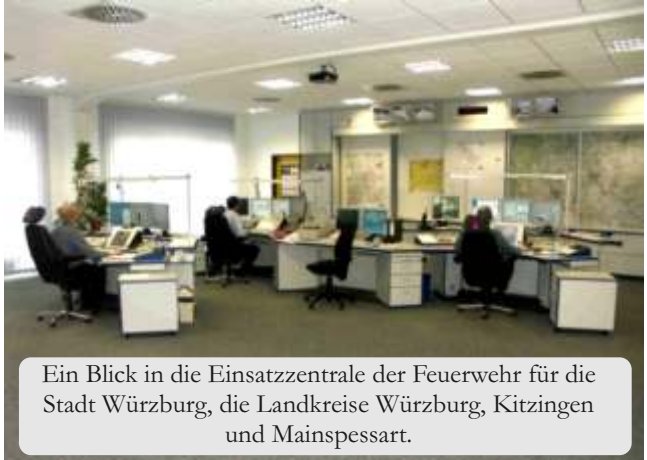 Ein Blick in die Einsatzzentrale der Feuerwehr für die
Stadt Würzburg, die Landkreise Würzburg, Kitzingen
und Mainspessart.